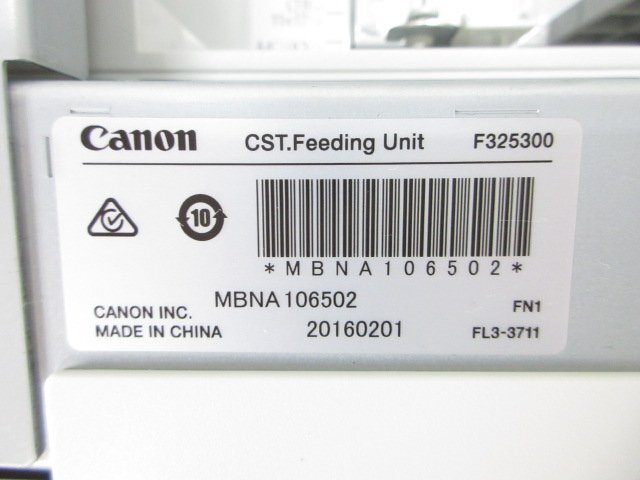 Canon CST.Feeding Unit F325300
10
*MBNA106502*
MBNA106502
CANON INC. FN1
MADE IN CHINA 20160201 FL3-3711